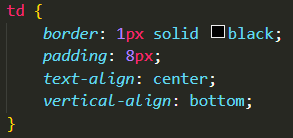 td {
border: 1px solid black;
padding: 8px;
text-align: center;
vertical-align: bottom;
}